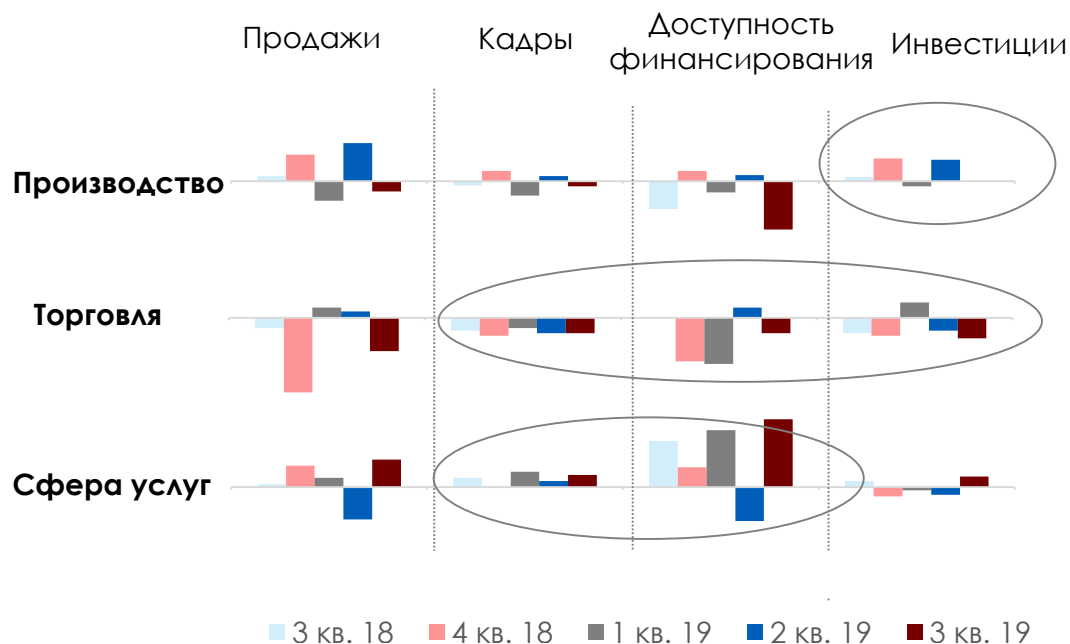 Продажи
Кадры
Доступность
финансирования
Инвестиции
Производство
Торговля
Сфера услуг
3 кв. 18
4 кв. 18
1 кв. 19
2 кв. 19
3 кв. 19